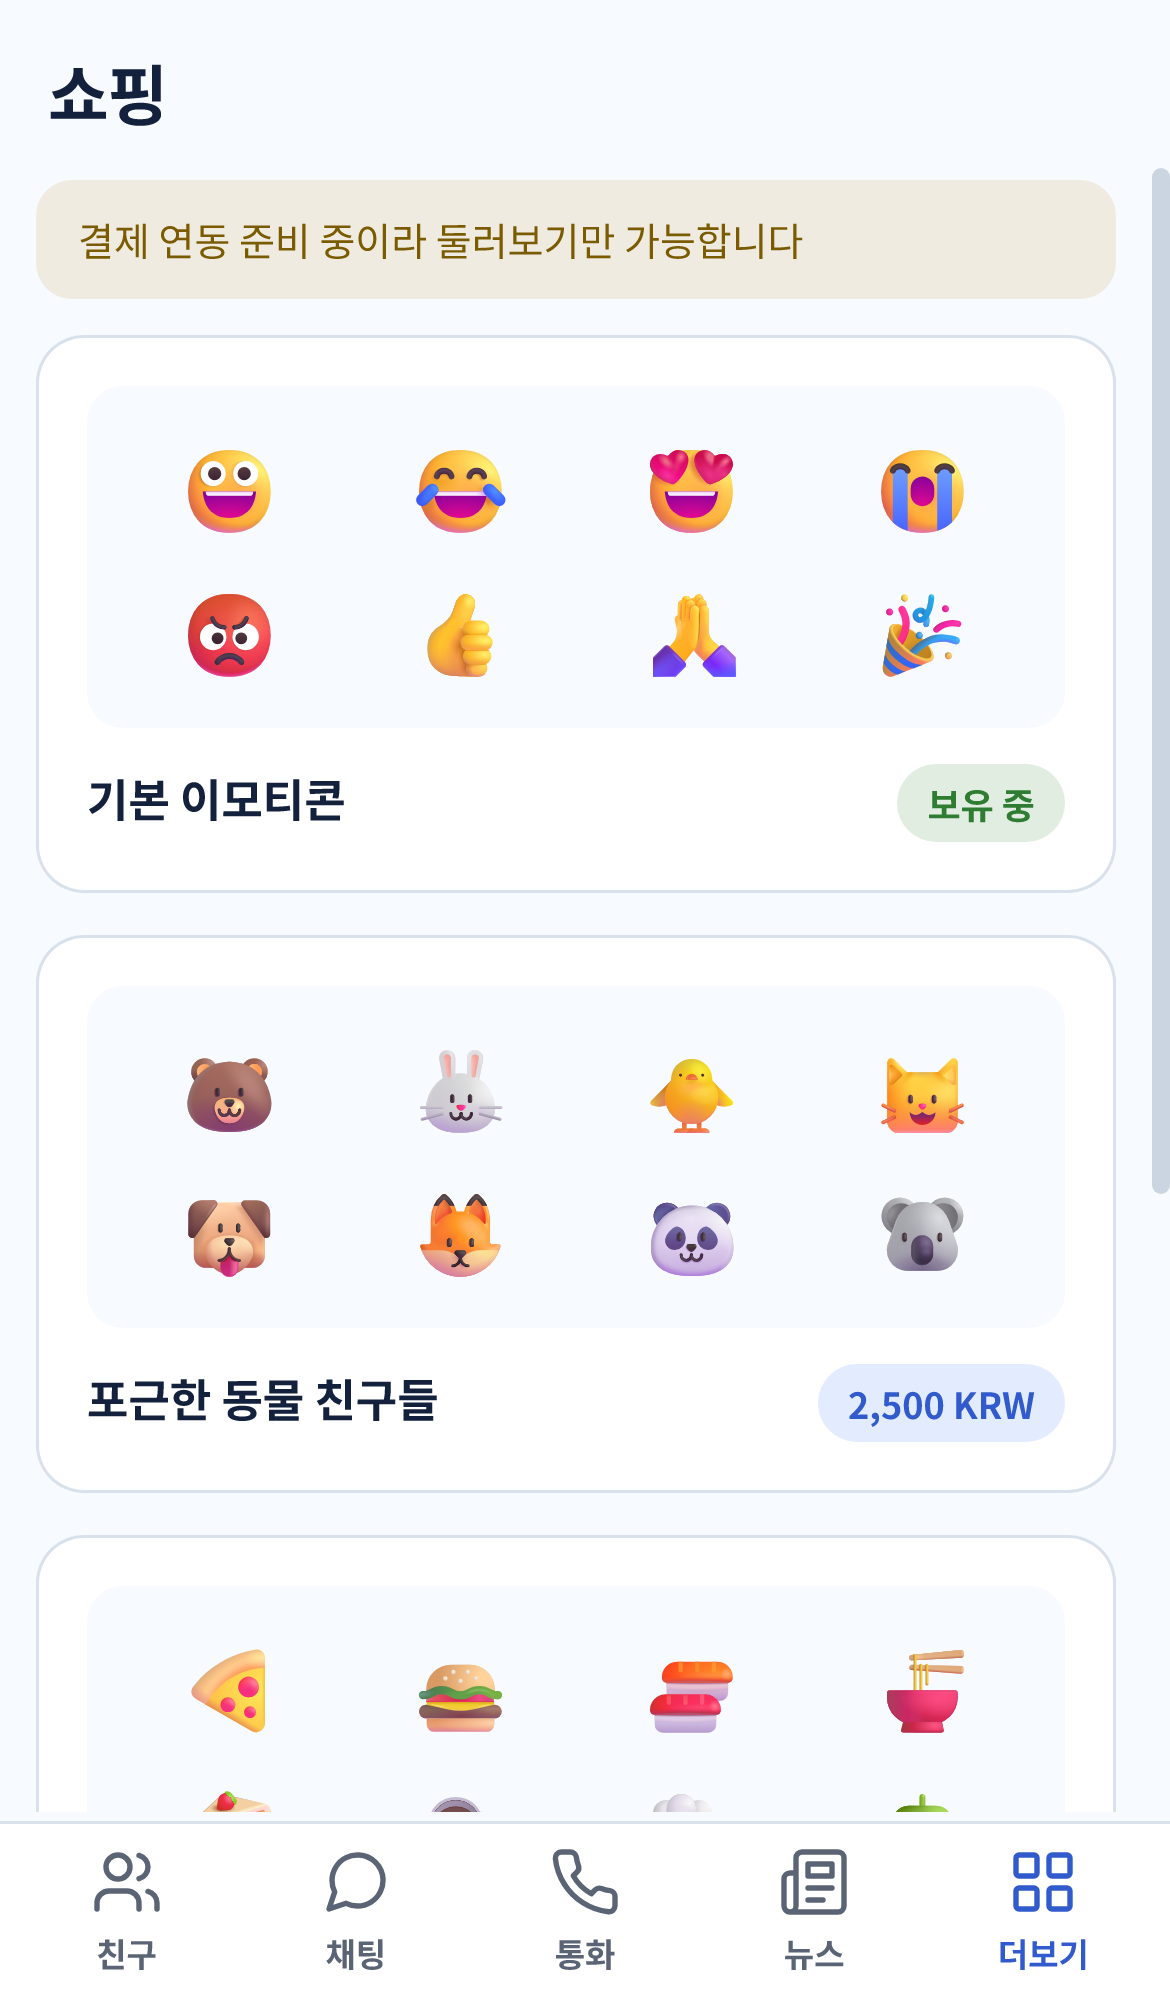 쇼핑
결제 연동 준비 중이라 둘러보기만 가능합니다
기본 이모티콘
보유 중
포근한 동물 친구들
2,500 KRW
친구
채팅
통화
뉴스
더보기